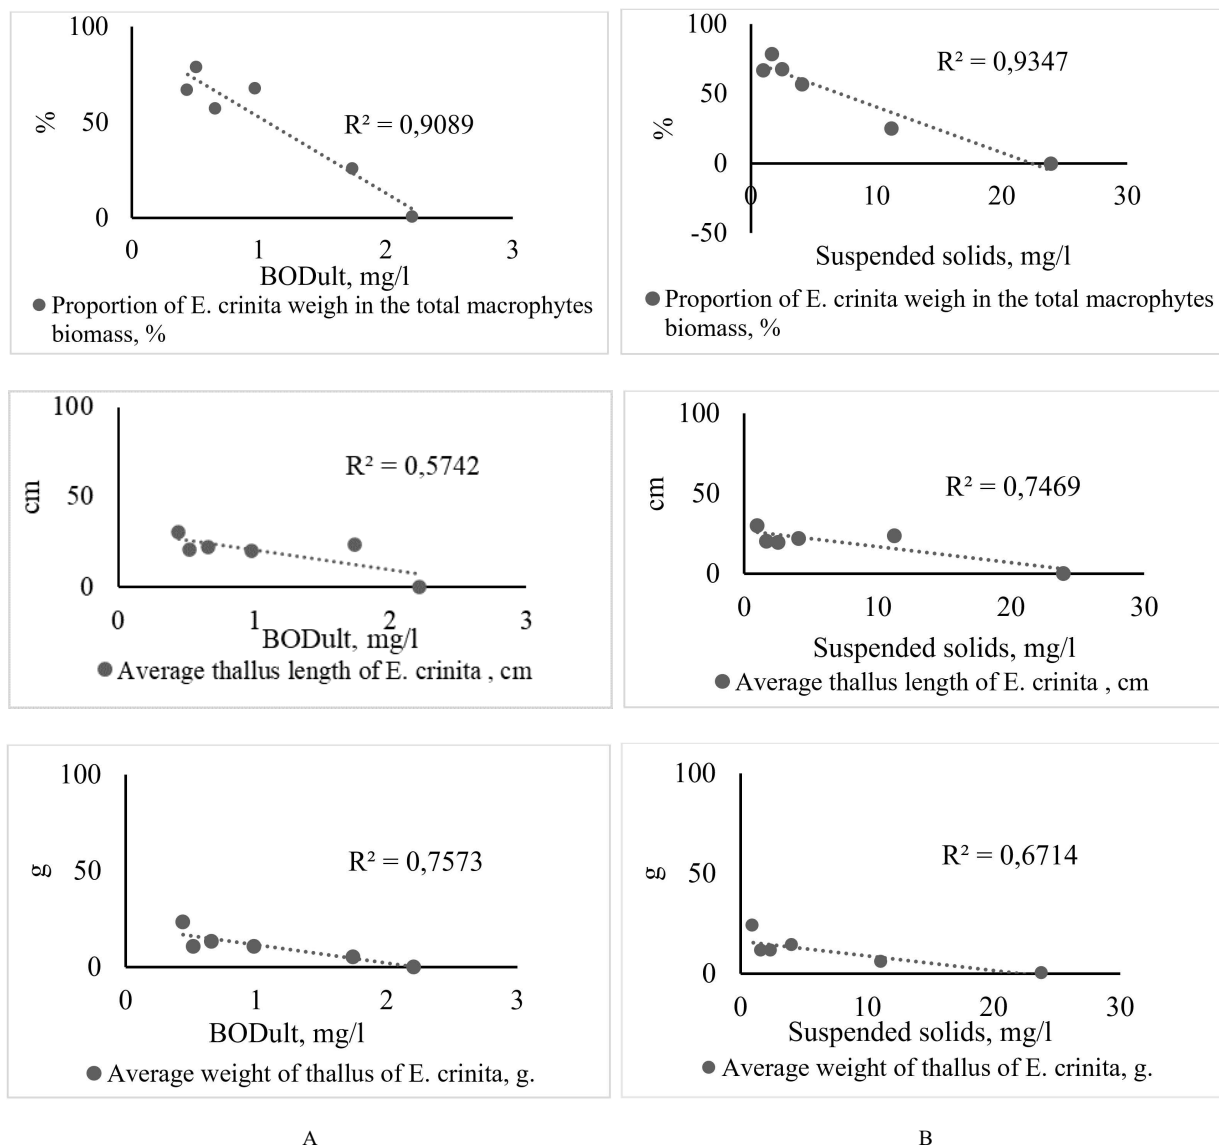 100
50
0
%
R² = 0,9089
0 1 2 3
BODult, mg/l
Proportion of E. crinita weigh in the total macrophytes
biomass, %
100
50
0
-50
%
R² = 0,9347
0 10 20 30
Suspended solids, mg/l
Proportion of E. crinita weigh in the total macrophytes
biomass, %
100
50
0
cm
R² = 0,5742
0 1 2 3
BODult, mg/l
Average thallus length of E. crinita , cm
100
50
0
cm
R² = 0,7469
0 10 20 30
Suspended solids, mg/l
Average thallus length of E. crinita , cm
100
50
0
g
R² = 0,7573
0 1 2 3
BODult, mg/l
Average weight of thallus of E. crinita, g.
100
50
0
g
R² = 0,6714
0 10 20 30
Suspended solids, mg/l
Average weight of thallus of E. crinita, g.
A
B